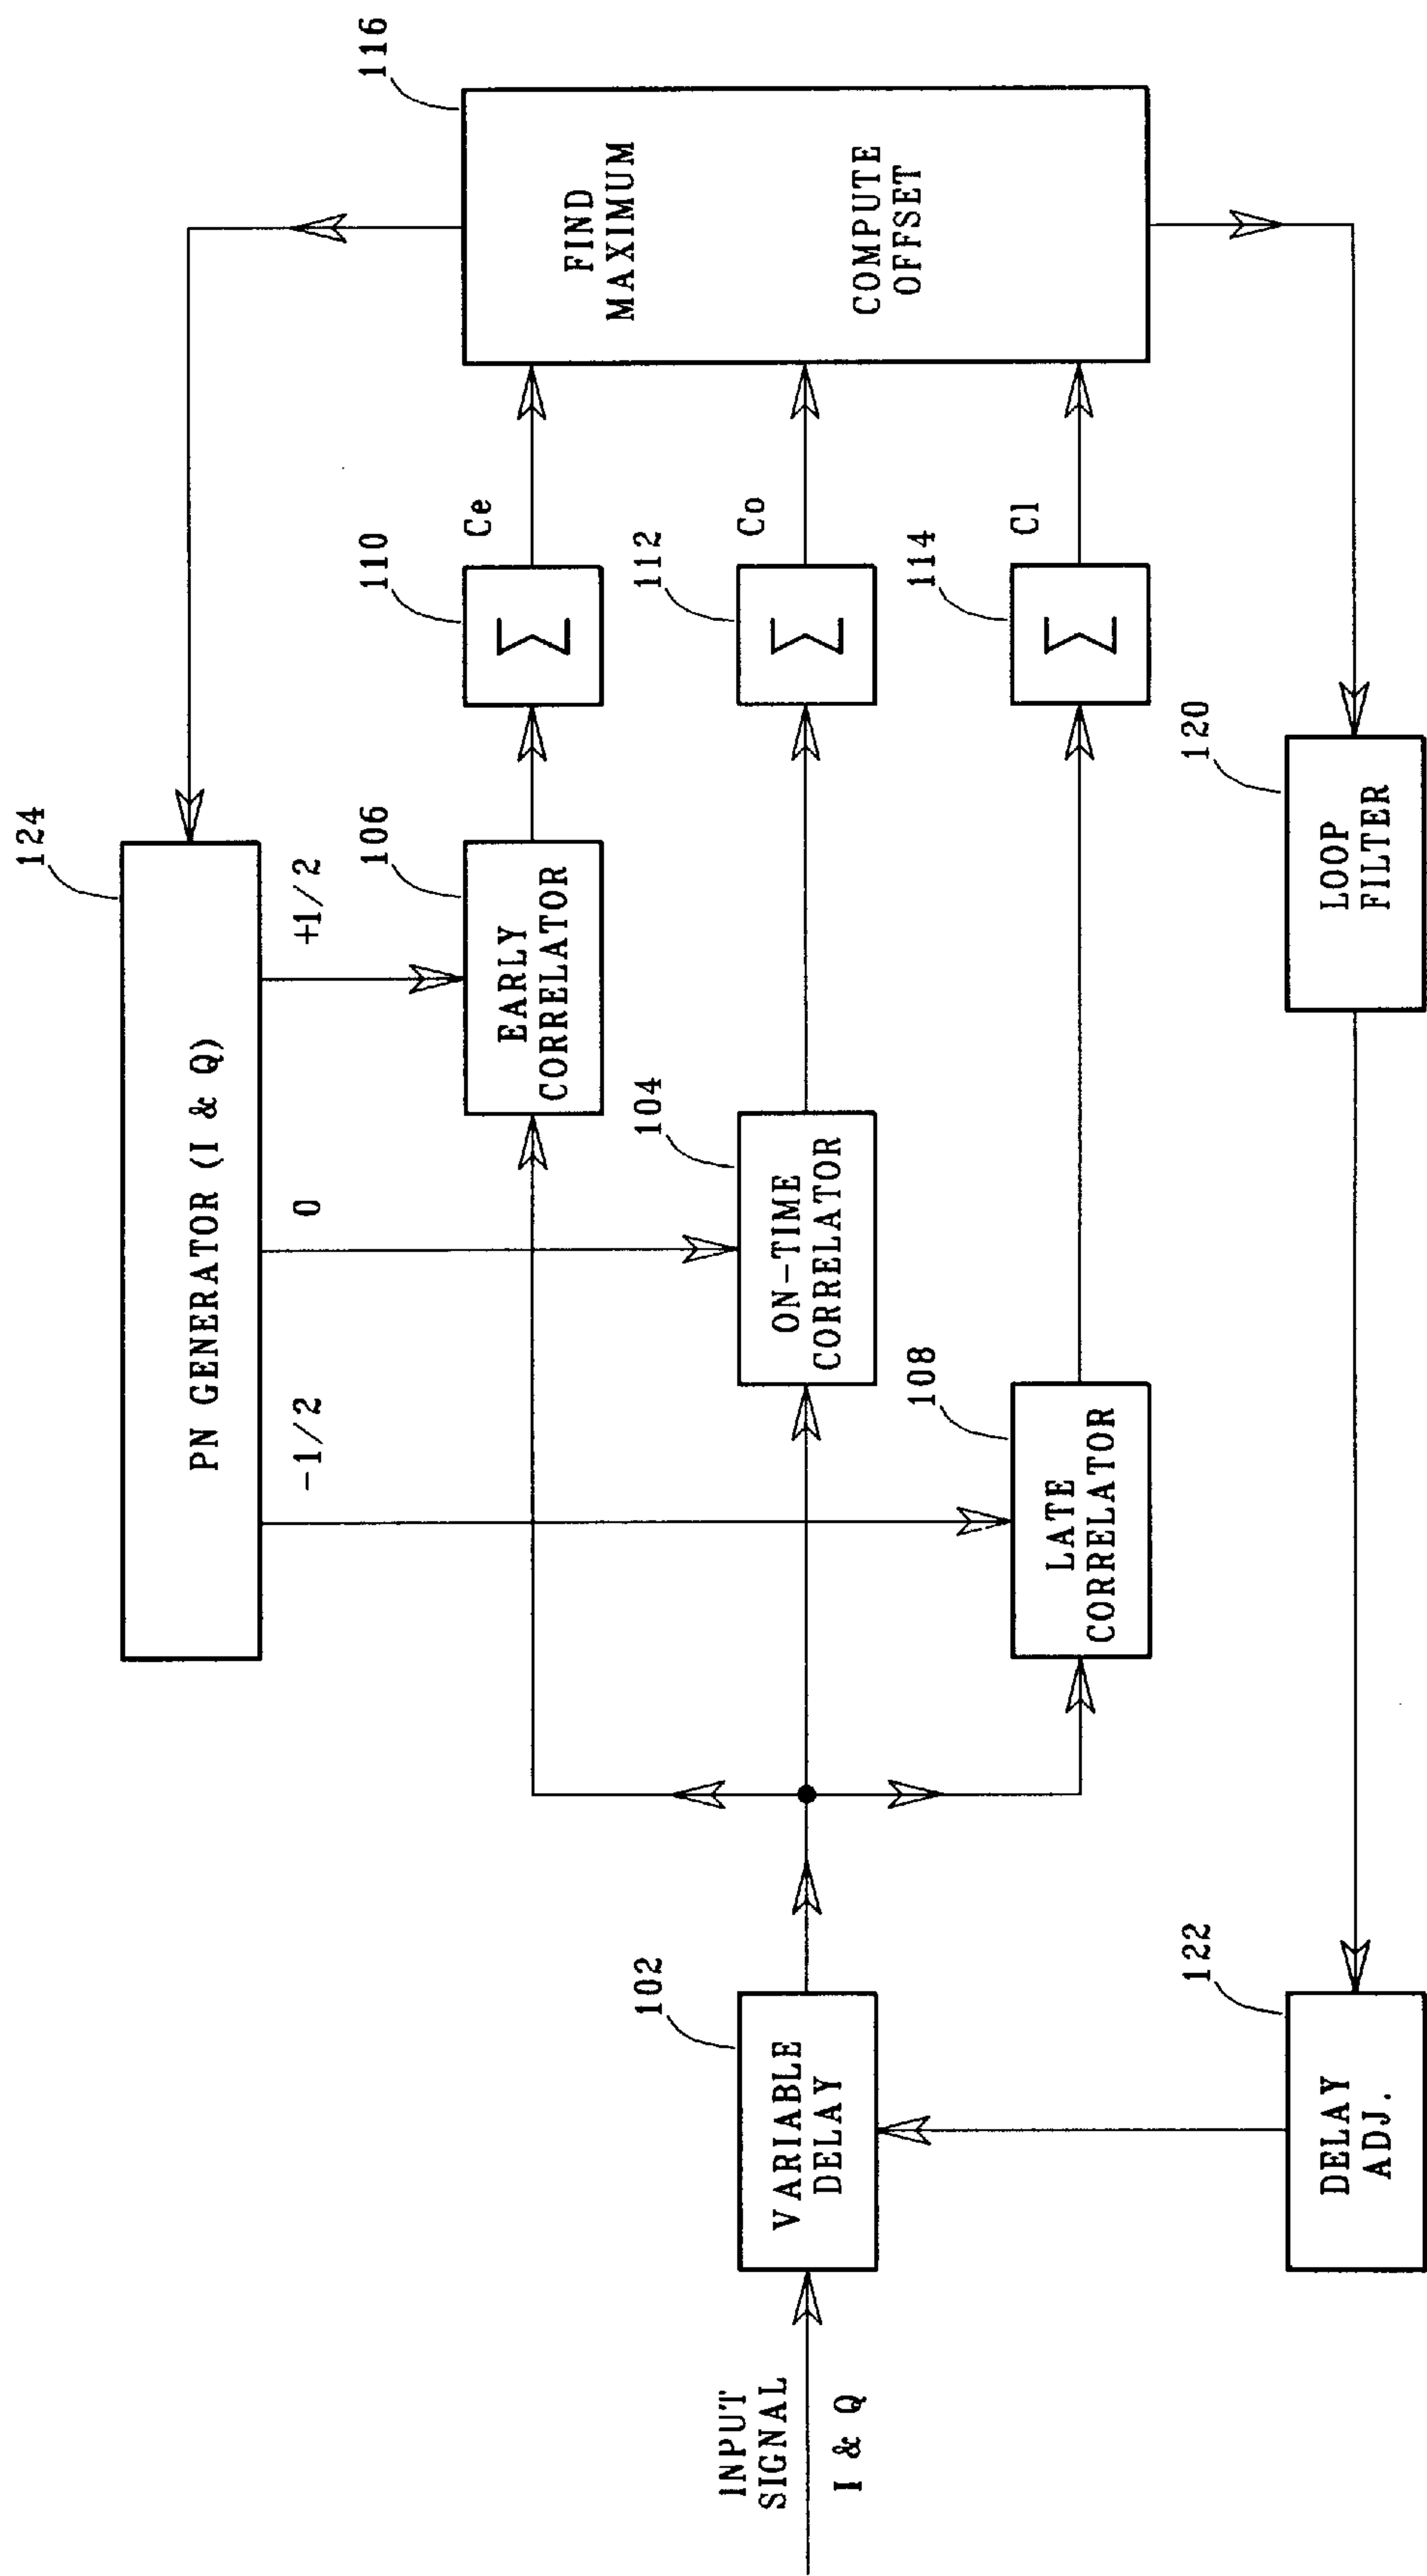 124
PN GENERATOR (I & Q)
-1/2
0
+1/2
116
FIND
MAXIMUM
COMPUTE
OFFSET
106
EARLY
CORRELATOR
110
Σ
Ce
102
VARIABLE
DELAY
INPUT
SIGNAL
I & Q
104
ON-TIME
CORRELATOR
112
Σ
Co
108
LATE
CORRELATOR
114
Σ
Cl
122
DELAY
ADJ.
120
LOOP
FILTER